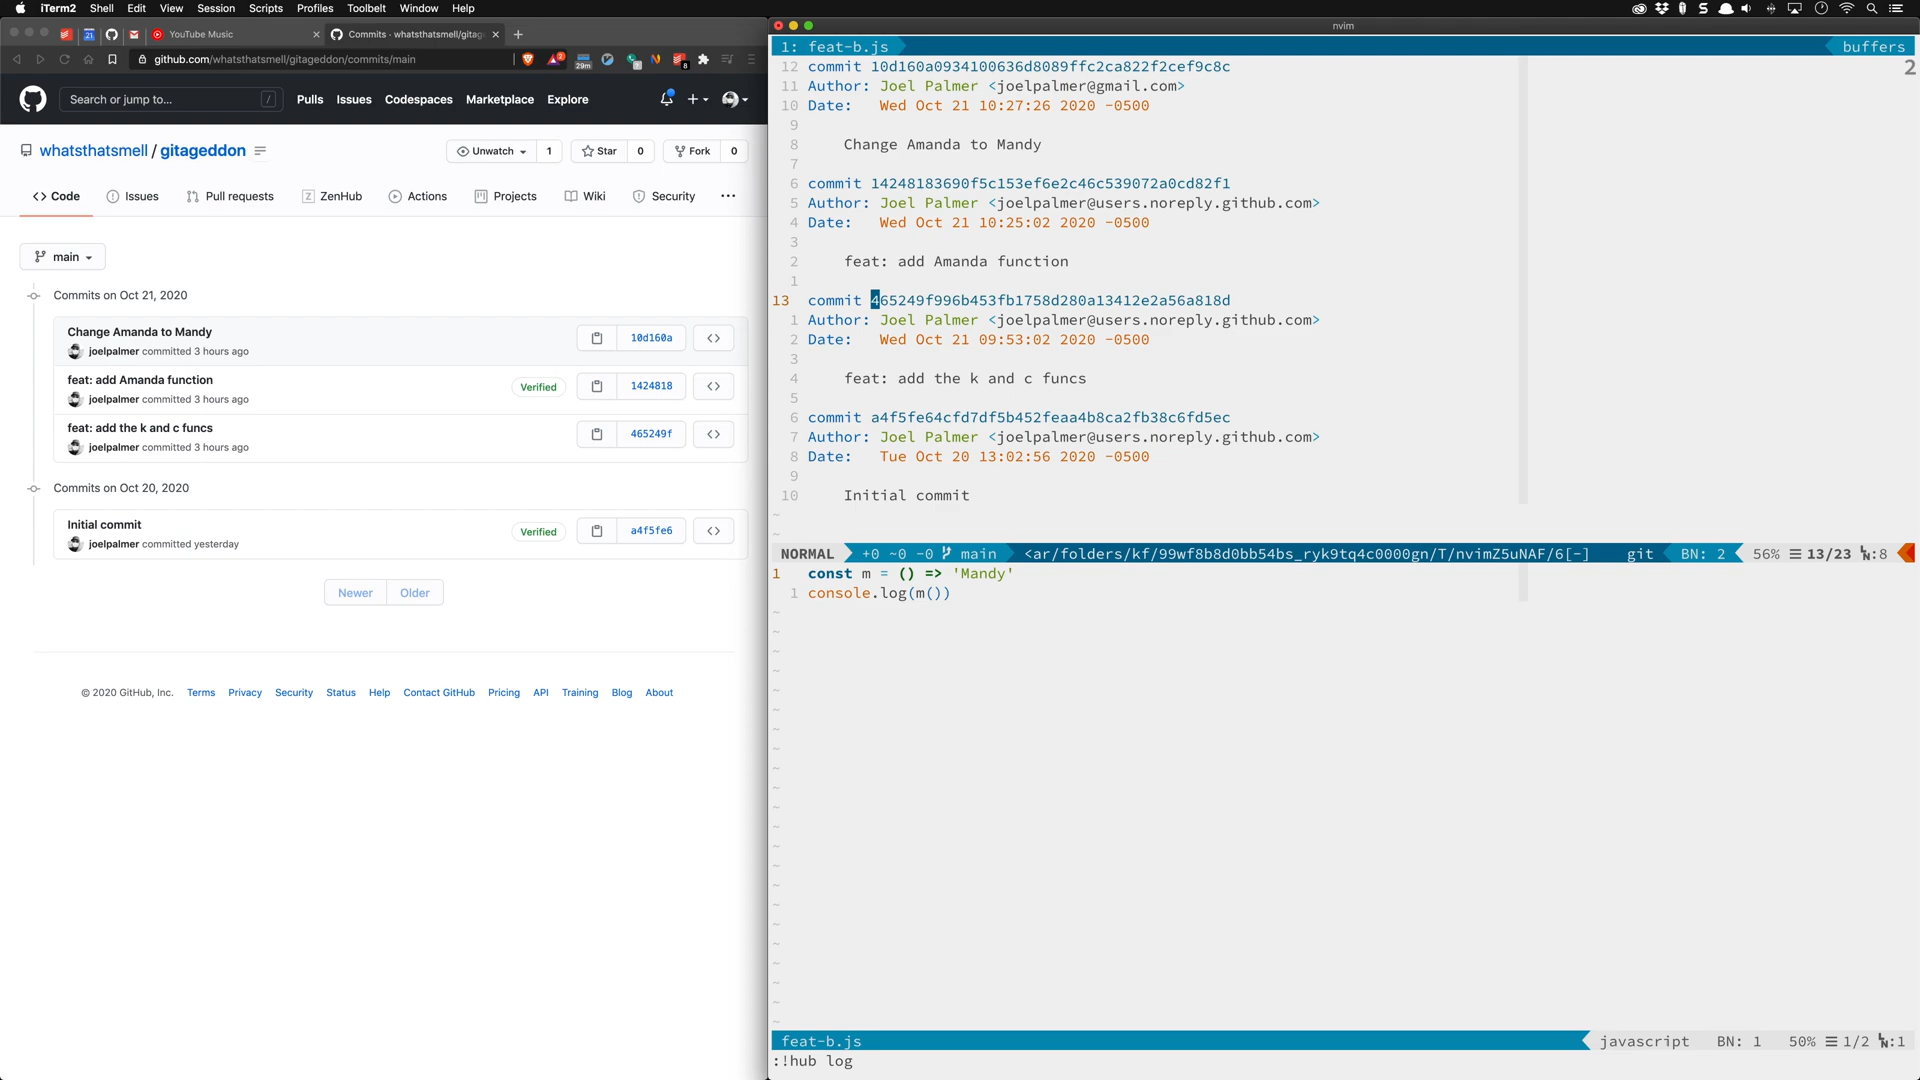 iTerm2 Shell Edit View Session Scripts Profiles Toolbelt Window Help
YouTube Music
Commits · whatsthatsmell/gitage
github.com/whatsthatsmell/gitageddon/commits/main
Search or jump to... /
Pulls Issues Codespaces Marketplace Explore
whatsthatsmell / gitageddon
Unwatch 1 Star 0 Fork 0
Code Issues Pull requests ZenHub Actions Projects Wiki Security
main
Commits on Oct 21, 2020
Change Amanda to Mandy
joelpalmer committed 3 hours ago
10d160a
feat: add Amanda function
joelpalmer committed 3 hours ago
Verified
1424818
feat: add the k and c funcs
joelpalmer committed 3 hours ago
465249f
Commits on Oct 20, 2020
Initial commit
joelpalmer committed yesterday
Verified
a4f5fe6
Newer Older
© 2020 GitHub, Inc. Terms Privacy Security Status Help Contact GitHub Pricing API Training Blog About
nvim
1: feat-b.js buffers
2
12 commit 10d160a0934100636d8089ffc2ca822f2cef9c8c
11 Author: Joel Palmer <joelpalmer@gmail.com>
10 Date:   Wed Oct 21 10:27:26 2020 -0500
9
8     Change Amanda to Mandy
7
6 commit 14248183690f5c153ef6e2c46c539072a0cd82f1
5 Author: Joel Palmer <joelpalmer@users.noreply.github.com>
4 Date:   Wed Oct 21 10:25:02 2020 -0500
3
2     feat: add Amanda function
1
13 commit 465249f996b453fb1758d280a13412e2a56a818d
1 Author: Joel Palmer <joelpalmer@users.noreply.github.com>
2 Date:   Wed Oct 21 09:53:02 2020 -0500
3
4     feat: add the k and c funcs
5
6 commit a4f5fe64cfd7df5b452feaa4b8ca2fb38c6fd5ec
7 Author: Joel Palmer <joelpalmer@users.noreply.github.com>
8 Date:   Tue Oct 20 13:02:56 2020 -0500
9
10     Initial commit
~
~
NORMAL +0 ~0 -0 main <ar/folders/kf/99wf8b8d0bb54bs_ryk9tq4c0000gn/T/nvimZ5uNAF/6[-] git BN: 2 56% 13/23 :8
1 const m = () => 'Mandy'
1 console.log(m())
feat-b.js javascript BN: 1 50% 1/2 :1
:!hub log